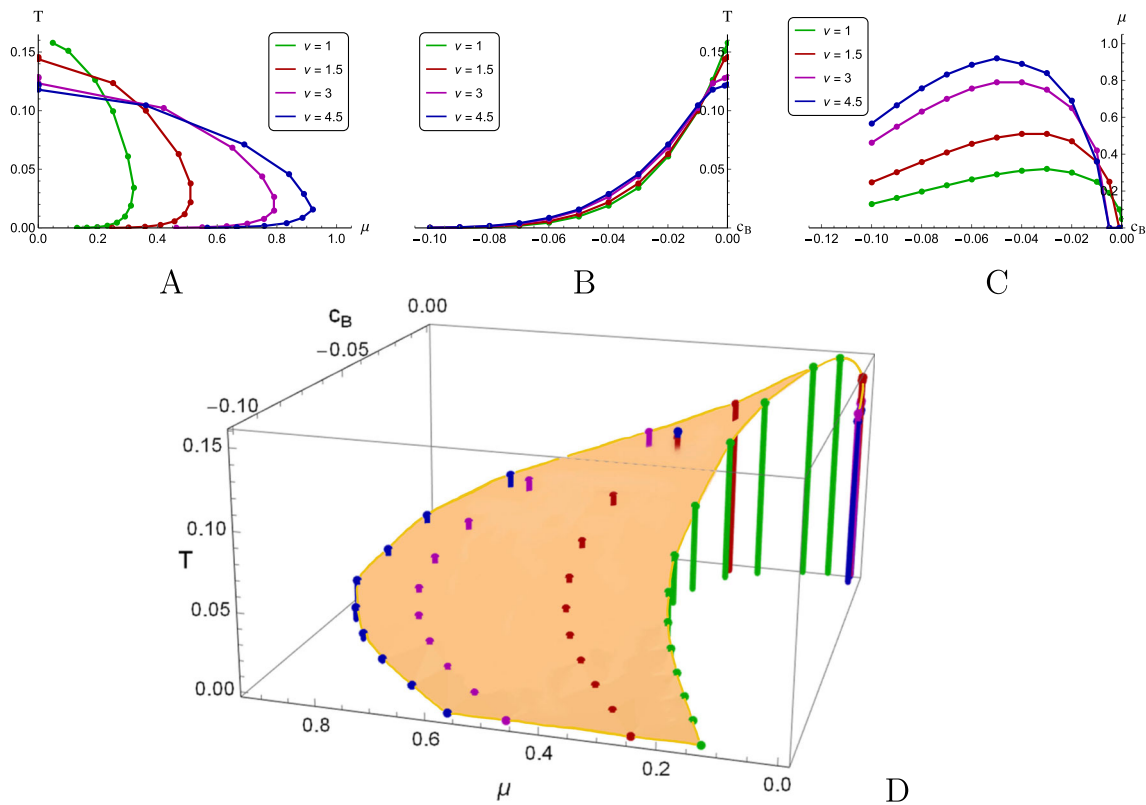 T
0.15
0.10
0.05
0.00
0.0 0.2 0.4 0.6 0.8 1.0 μ
ν = 1
ν = 1.5
ν = 3
ν = 4.5
A
T
0.15
0.10
0.05
-0.10 -0.08 -0.06 -0.04 -0.02 0.00 c_B
ν = 1
ν = 1.5
ν = 3
ν = 4.5
B
μ
1.0
0.8
0.6
0.4
0.2
-0.12 -0.10 -0.08 -0.06 -0.04 -0.02 0.00 c_B
ν = 1
ν = 1.5
ν = 3
ν = 4.5
C
0.00
c_B
-0.05
-0.10
0.15
0.10
T
0.05
0.00
0.8 0.6 0.4 0.2 0.0
μ
D